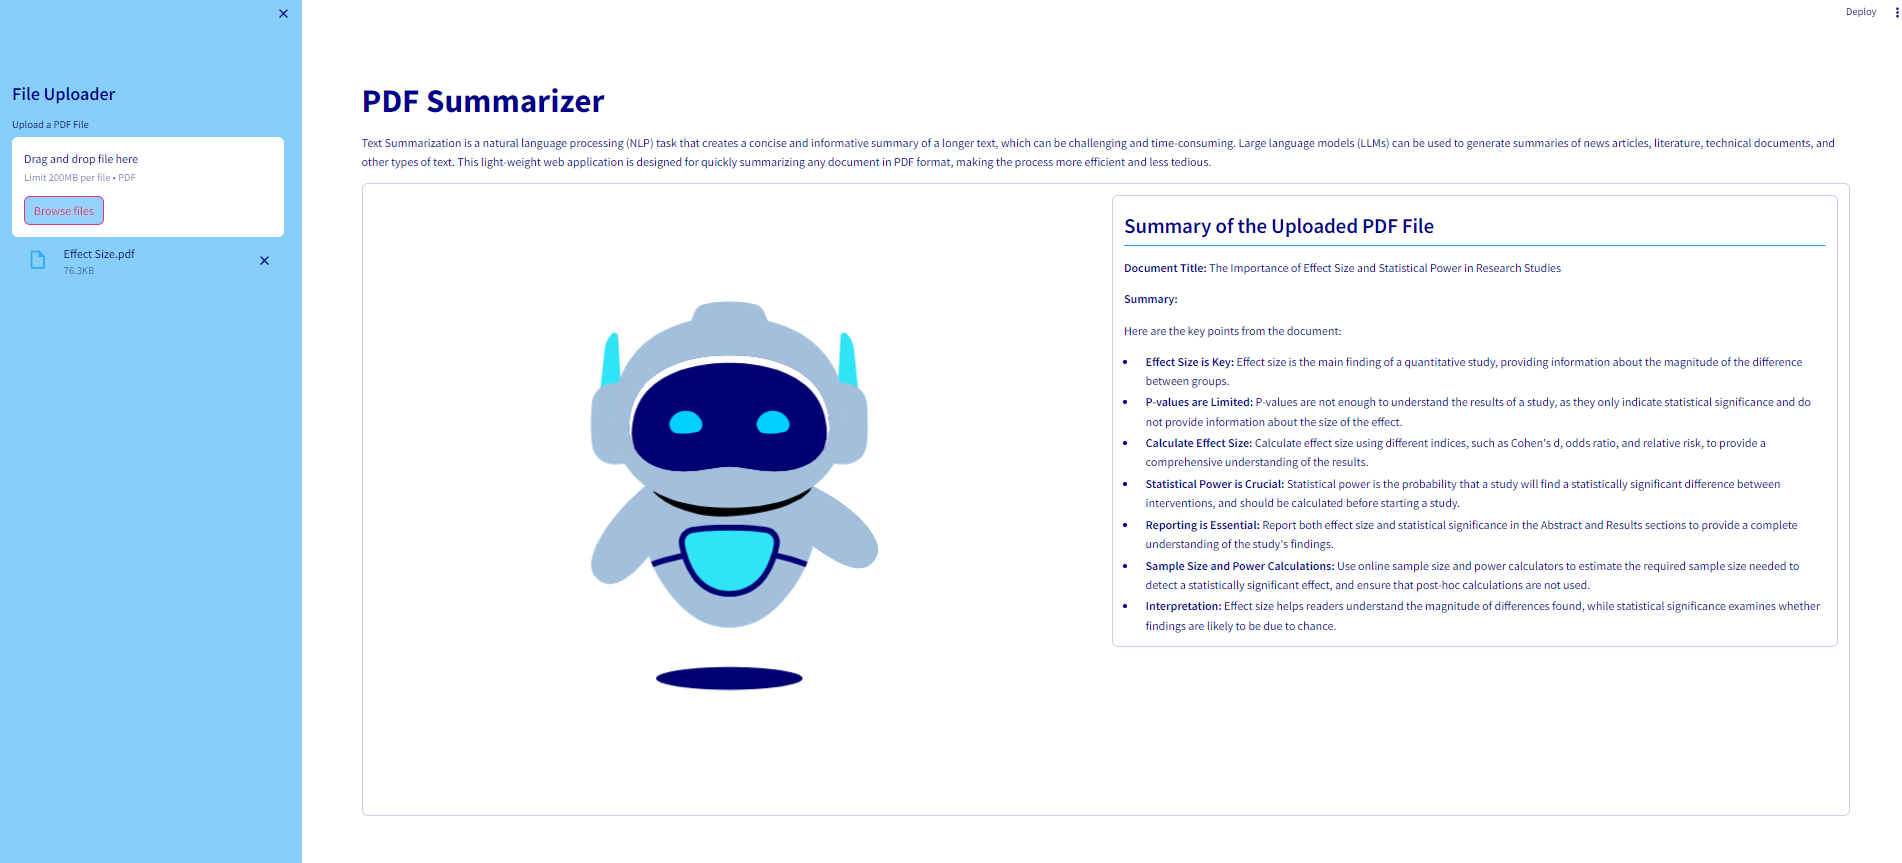 Deploy
File Uploader
Upload a PDF File
Drag and drop file here
Limit 200MB per file • PDF
Browse files
Effect Size.pdf
76.3KB
PDF Summarizer
Text Summarization is a natural language processing (NLP) task that creates a concise and informative summary of a longer text, which can be challenging and time-consuming. Large language models (LLMs) can be used to generate summaries of news articles, literature, technical documents, and
other types of text. This light-weight web application is designed for quickly summarizing any document in PDF format, making the process more efficient and less tedious.
Summary of the Uploaded PDF File
Document Title: The Importance of Effect Size and Statistical Power in Research Studies
Summary:
Here are the key points from the document:
• Effect Size is Key: Effect size is the main finding of a quantitative study, providing information about the magnitude of the difference
between groups.
• P-values are Limited: P-values are not enough to understand the results of a study, as they only indicate statistical significance and do
not provide information about the size of the effect.
• Calculate Effect Size: Calculate effect size using different indices, such as Cohen's d, odds ratio, and relative risk, to provide a
comprehensive understanding of the results.
• Statistical Power is Crucial: Statistical power is the probability that a study will find a statistically significant difference between
interventions, and should be calculated before starting a study.
• Reporting is Essential: Report both effect size and statistical significance in the Abstract and Results sections to provide a complete
understanding of the study's findings.
• Sample Size and Power Calculations: Use online sample size and power calculators to estimate the required sample size needed to
detect a statistically significant effect, and ensure that post-hoc calculations are not used.
• Interpretation: Effect size helps readers understand the magnitude of differences found, while statistical significance examines whether
findings are likely to be due to chance.